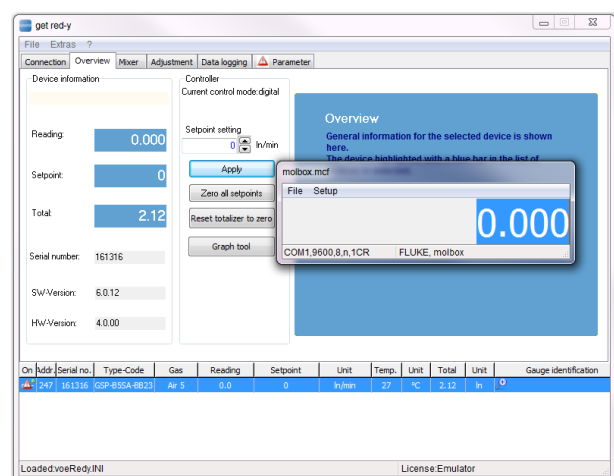 get red-y
File Extras ?
Connection Overview Mixer Adjustment Data logging Parameter
Device information
Reading: 0.000
Setpoint: 0
Total: 2.12
Serial number: 161316
SW-Version: 6.0.12
HW-Version: 4.0.00
Controller
Current control mode:digital
Setpoint setting
0 ln/min
Apply
Zero all setpoints
Reset totalizer to zero
Graph tool
Overview
General information for the selected device is shown
here.
The device highlighted with a blue bar in the list of
molbox.mcf
File Setup
0.000
COM1,9600,8,n,1CR FLUKE, molbox
On Addr. Serial no. Type-Code Gas Reading Setpoint Unit Temp. Unit Total Unit Gauge identification
247 161316 GSP-B5SA-BB23 Air 5 0.0 0 ln/min 27 °C 2.12 ln
Loaded:voeRedy.INI License:Emulator